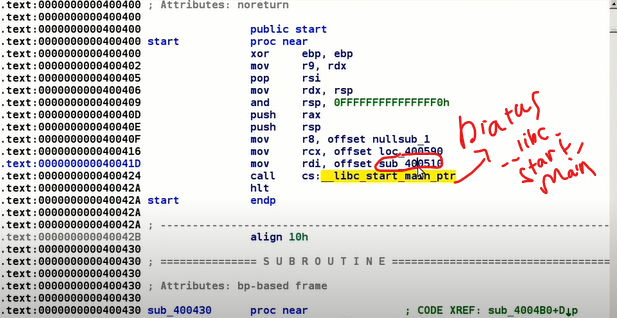 .text:0000000000400400 ; Attributes: noreturn
.text:0000000000400400
.text:0000000000400400 public start
.text:0000000000400400 start proc near
.text:0000000000400400 xor ebp, ebp
.text:0000000000400402 mov r9, rdx
.text:0000000000400405 pop rsi
.text:0000000000400406 mov rdx, rsp
.text:0000000000400409 and rsp, 0FFFFFFFFFFFFFFF0h
.text:000000000040040D push rax
.text:000000000040040E push rsp
.text:000000000040040F mov r8, offset nullsub_1
.text:0000000000400416 mov rcx, offset loc_400590
.text:000000000040041D mov rdi, offset sub_400510
.text:0000000000400424 call cs:__libc_start_main_ptr
.text:000000000040042A hlt
.text:000000000040042A start endp
.text:000000000040042A
.text:000000000040042A ; ---------------------------------------------------------------
.text:000000000040042B align 10h
.text:0000000000400430
.text:0000000000400430 ; =============== S U B R O U T I N E =======================================
.text:0000000000400430
.text:0000000000400430 ; Attributes: bp-based frame
.text:0000000000400430
.text:0000000000400430 sub_400430 proc near ; CODE XREF: sub_4004B0+D↓p
Diatas
__libc_
start_
main